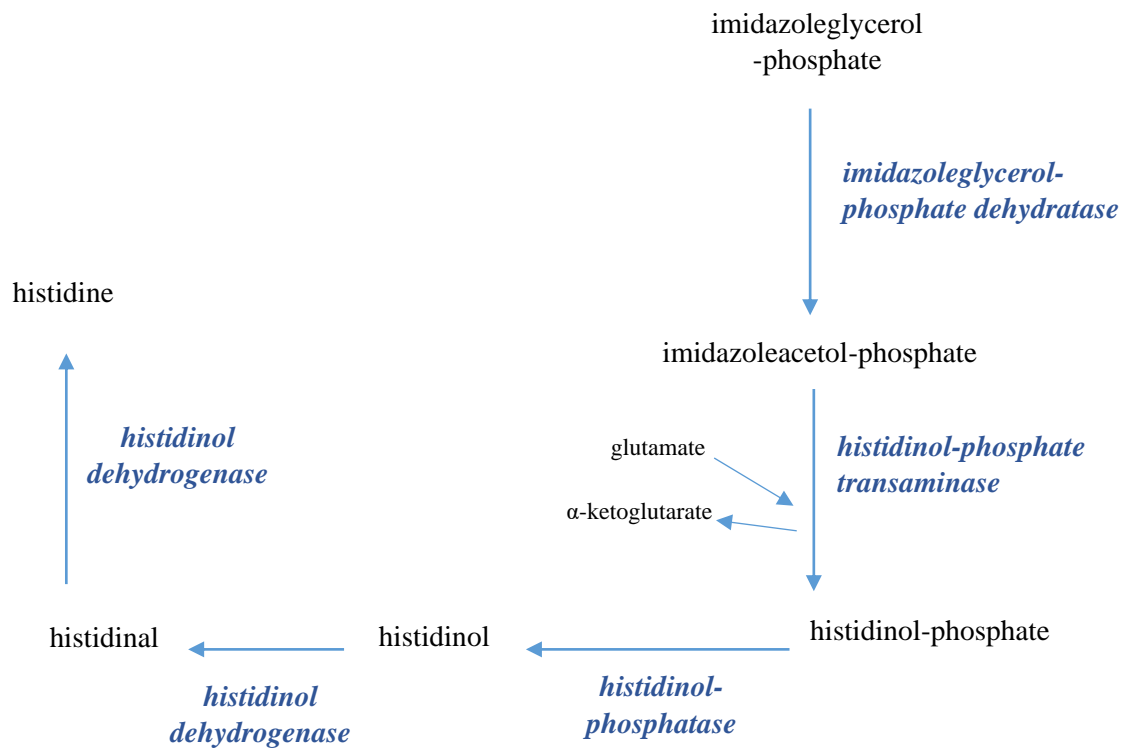 imidazoleglycerol
-phosphate
imidazoleglycerol-
phosphate dehydratase
histidine
imidazoleacetol-phosphate
histidinol
dehydrogenase
glutamate
histidinol-phosphate
transaminase
α-ketoglutarate
histidinal
histidinol
histidinol-phosphate
histidinol
dehydrogenase
histidinol-
phosphatase